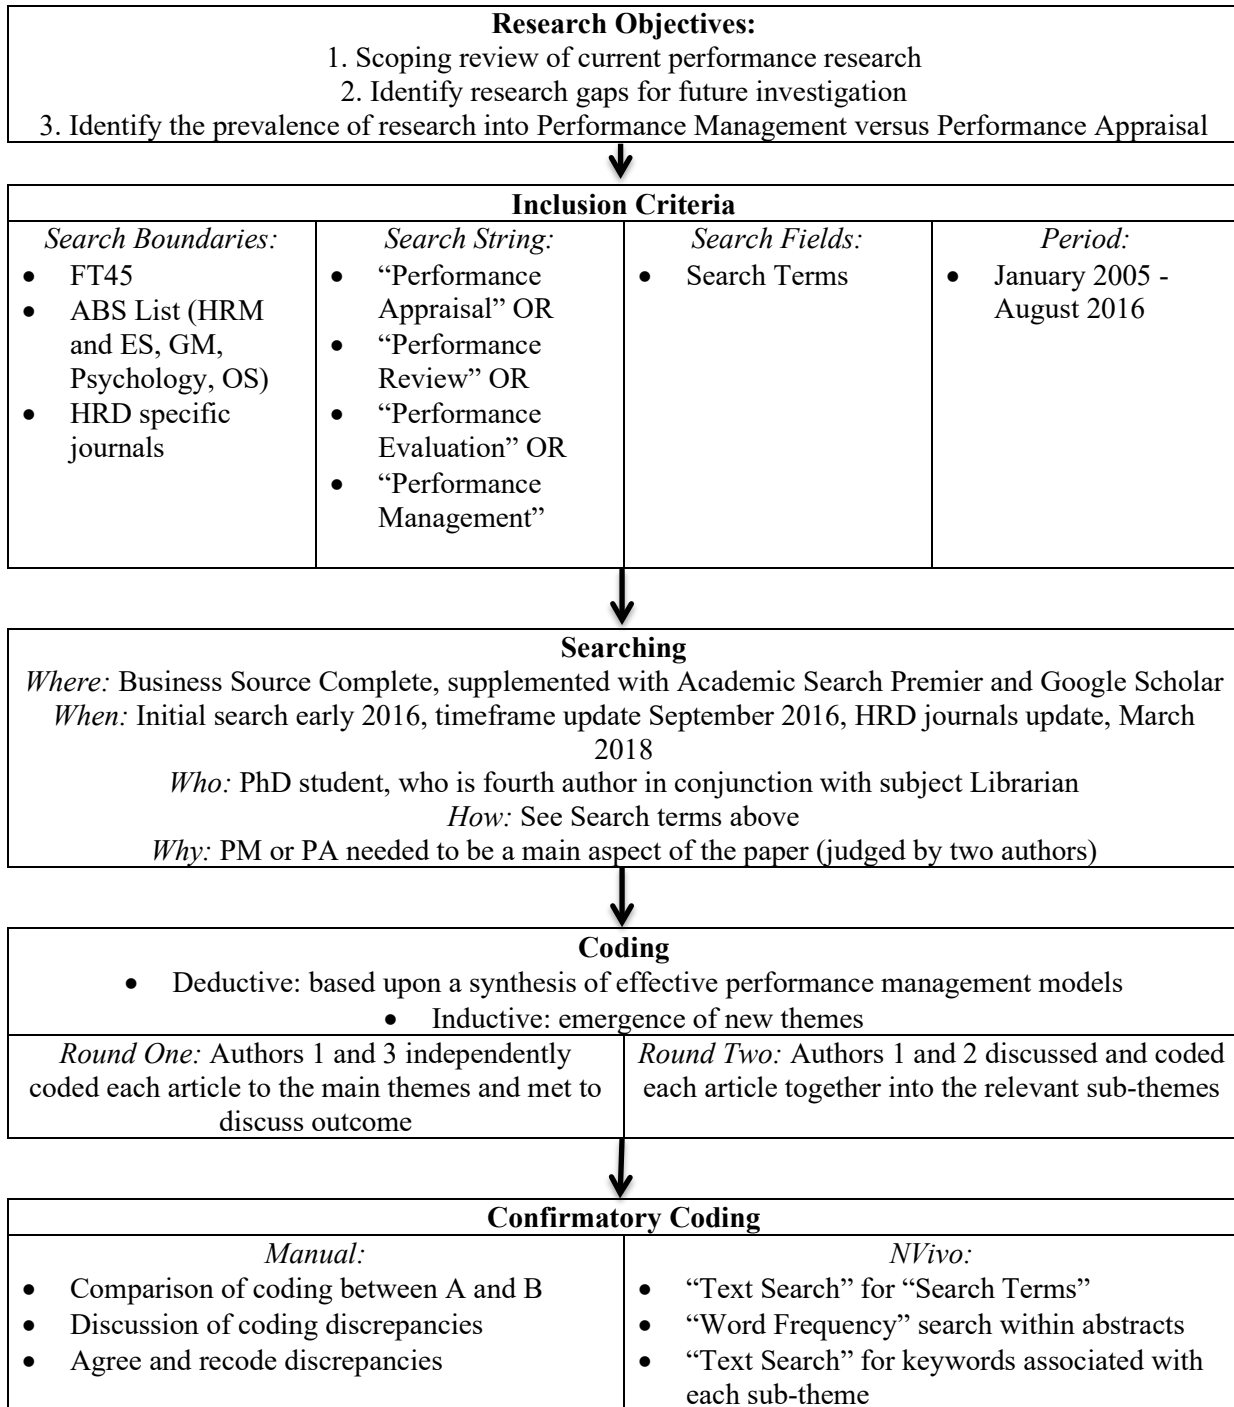 Research Objectives:
1. Scoping review of current performance research
2. Identify research gaps for future investigation
3. Identify the prevalence of research into Performance Management versus Performance Appraisal
Inclusion Criteria
Search Boundaries:
• FT45
• ABS List (HRM
and ES, GM,
Psychology, OS)
• HRD specific
journals
Search String:
• “Performance
Appraisal” OR
• “Performance
Review” OR
• “Performance
Evaluation” OR
• “Performance
Management”
Search Fields:
• Search Terms
Period:
• January 2005 -
August 2016
Searching
Where: Business Source Complete, supplemented with Academic Search Premier and Google Scholar
When: Initial search early 2016, timeframe update September 2016, HRD journals update, March
2018
Who: PhD student, who is fourth author in conjunction with subject Librarian
How: See Search terms above
Why: PM or PA needed to be a main aspect of the paper (judged by two authors)
Coding
• Deductive: based upon a synthesis of effective performance management models
• Inductive: emergence of new themes
Round One: Authors 1 and 3 independently
coded each article to the main themes and met to
discuss outcome
Round Two: Authors 1 and 2 discussed and coded
each article together into the relevant sub-themes
Confirmatory Coding
Manual:
• Comparison of coding between A and B
• Discussion of coding discrepancies
• Agree and recode discrepancies
NVivo:
• “Text Search” for “Search Terms”
• “Word Frequency” search within abstracts
• “Text Search” for keywords associated with
each sub-theme